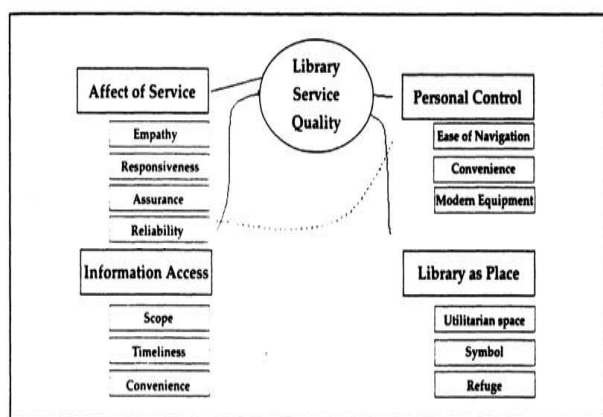 Library
Service
Quality
Affect of Service
Empathy
Responsiveness
Assurance
Reliability
Information Access
Scope
Timeliness
Convenience
Personal Control
Ease of Navigation
Convenience
Modern Equipment
Library as Place
Utilitarian space
Symbol
Refuge